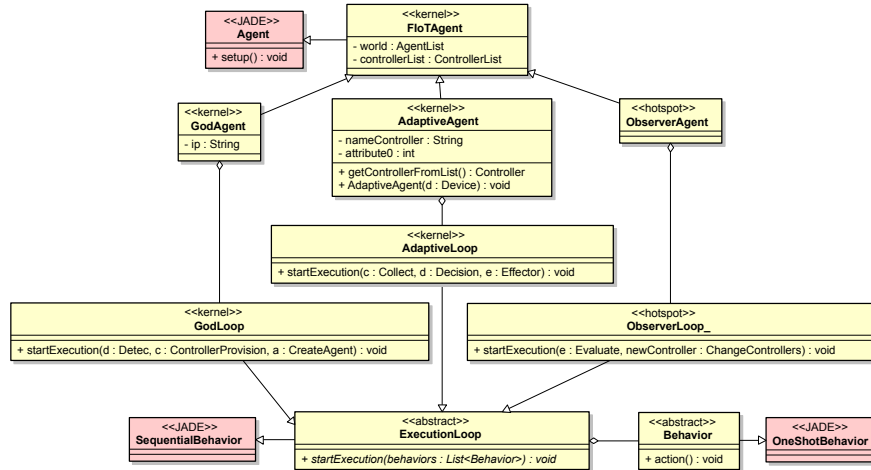 <<JADE>>
Agent
+ setup() : void
<<kernel>>
FIoTAgent
- world : AgentList
- controllerList : ControllerList
<<kernel>>
GodAgent
- ip : String
<<kernel>>
AdaptiveAgent
- nameController : String
- attribute0 : int
+ getControllerFromList() : Controller
+ AdaptiveAgent(d : Device) : void
<<hotspot>>
ObserverAgent
<<kernel>>
AdaptiveLoop
+ startExecution(c : Collect, d : Decision, e : Effector) : void
<<kernel>>
GodLoop
+ startExecution(d : Detec, c : ControllerProvision, a : CreateAgent) : void
<<hotspot>>
ObserverLoop_
+ startExecution(e : Evaluate, newController : ChangeControllers) : void
<<JADE>>
SequentialBehavior
<<abstract>>
ExecutionLoop
+ startExecution(behaviors : List<Behavior>) : void
<<abstract>>
Behavior
+ action() : void
<<JADE>>
OneShotBehavior